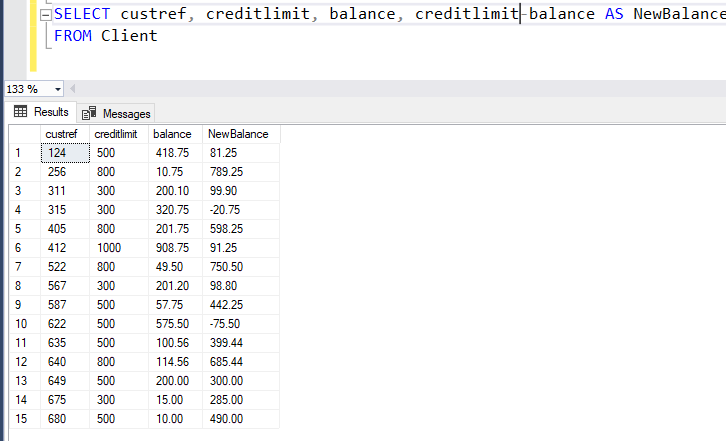 SELECT custref, creditlimit, balance, creditlimit-balance AS NewBalance
FROM Client
133 %
Results Messages
custref creditlimit balance NewBalance
1 124 500 418.75 81.25
2 256 800 10.75 789.25
3 311 300 200.10 99.90
4 315 300 320.75 -20.75
5 405 800 201.75 598.25
6 412 1000 908.75 91.25
7 522 800 49.50 750.50
8 567 300 201.20 98.80
9 587 500 57.75 442.25
10 622 500 575.50 -75.50
11 635 500 100.56 399.44
12 640 800 114.56 685.44
13 649 500 200.00 300.00
14 675 300 15.00 285.00
15 680 500 10.00 490.00